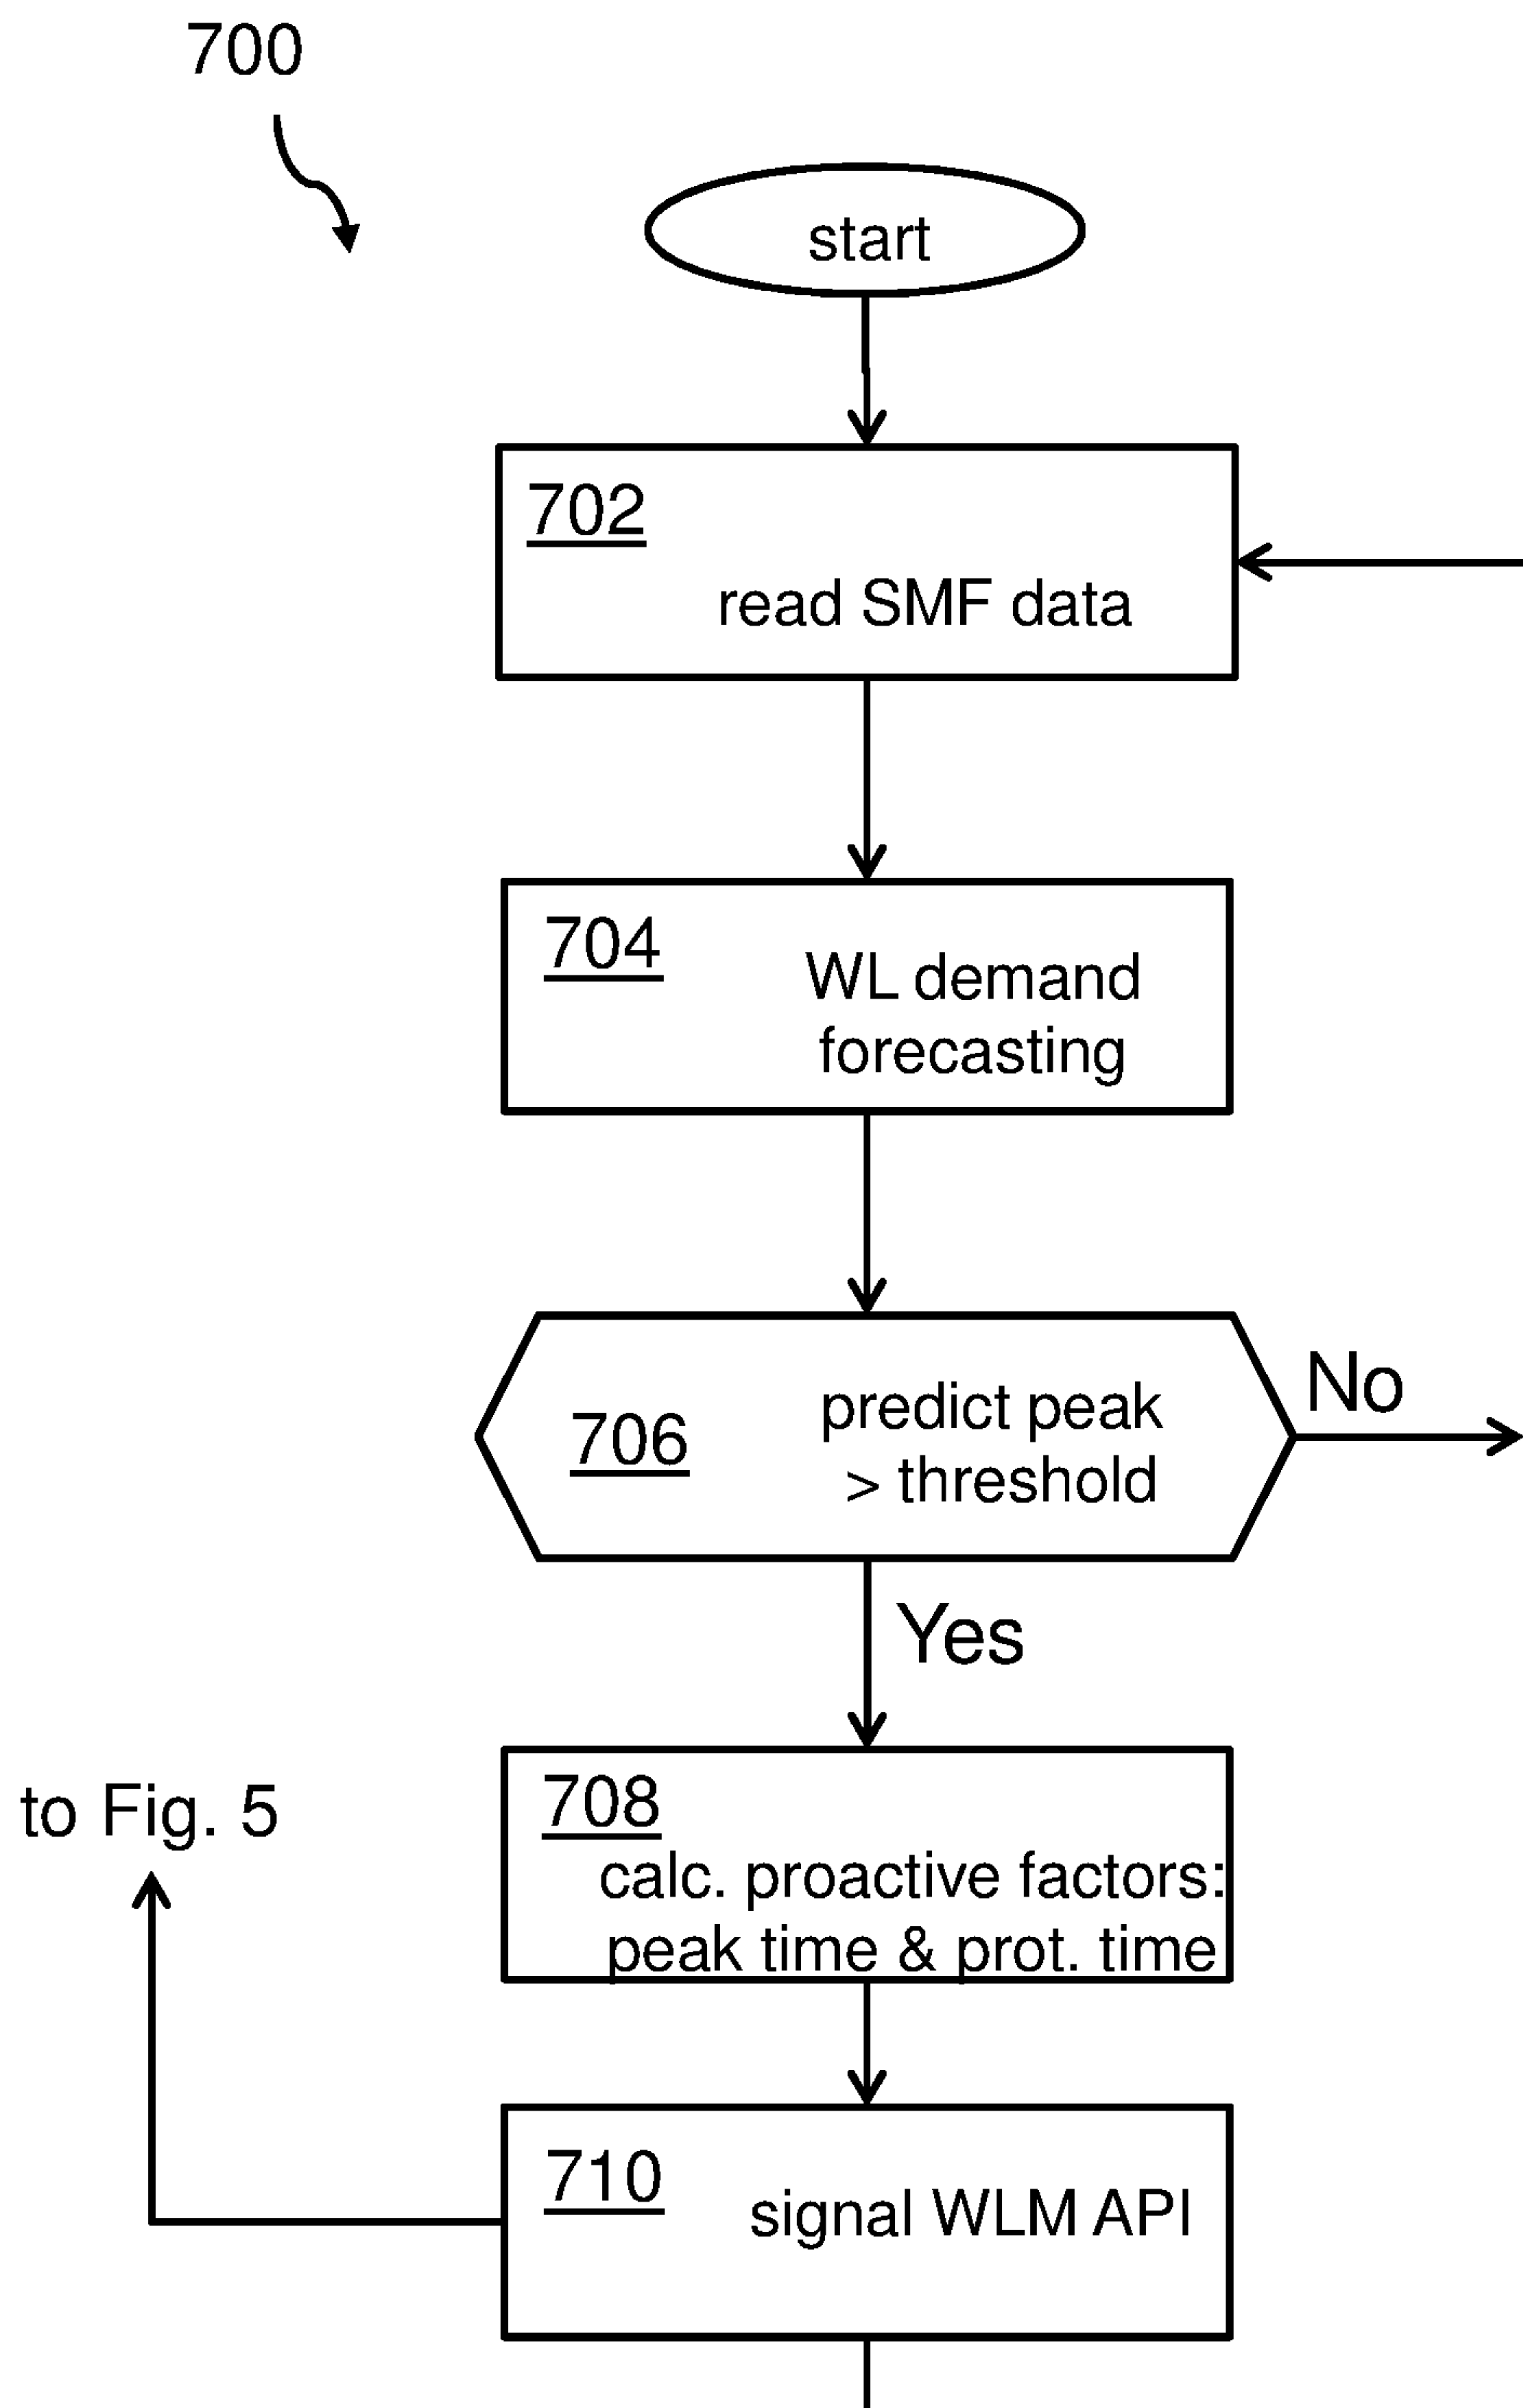 700
start
702
read SMF data
704
WL demand
forecasting
706
predict peak
> threshold
No
Yes
to Fig. 5
708
calc. proactive factors:
peak time & prot. time
710
signal WLM API